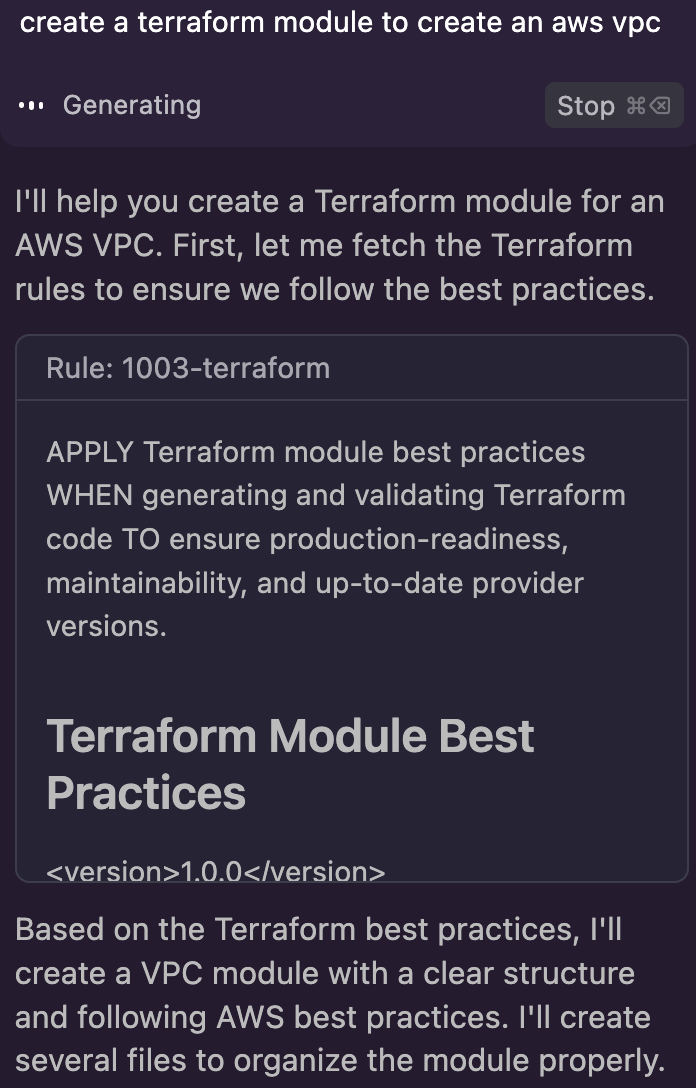 create a terraform module to create an aws vpc
Generating
Stop ⌘⌫
I'll help you create a Terraform module for an
AWS VPC. First, let me fetch the Terraform
rules to ensure we follow the best practices.
Rule: 1003-terraform
APPLY Terraform module best practices
WHEN generating and validating Terraform
code TO ensure production-readiness,
maintainability, and up-to-date provider
versions.
Terraform Module Best
Practices
<version>1.0.0</version>
Based on the Terraform best practices, I'll
create a VPC module with a clear structure
and following AWS best practices. I'll create
several files to organize the module properly.